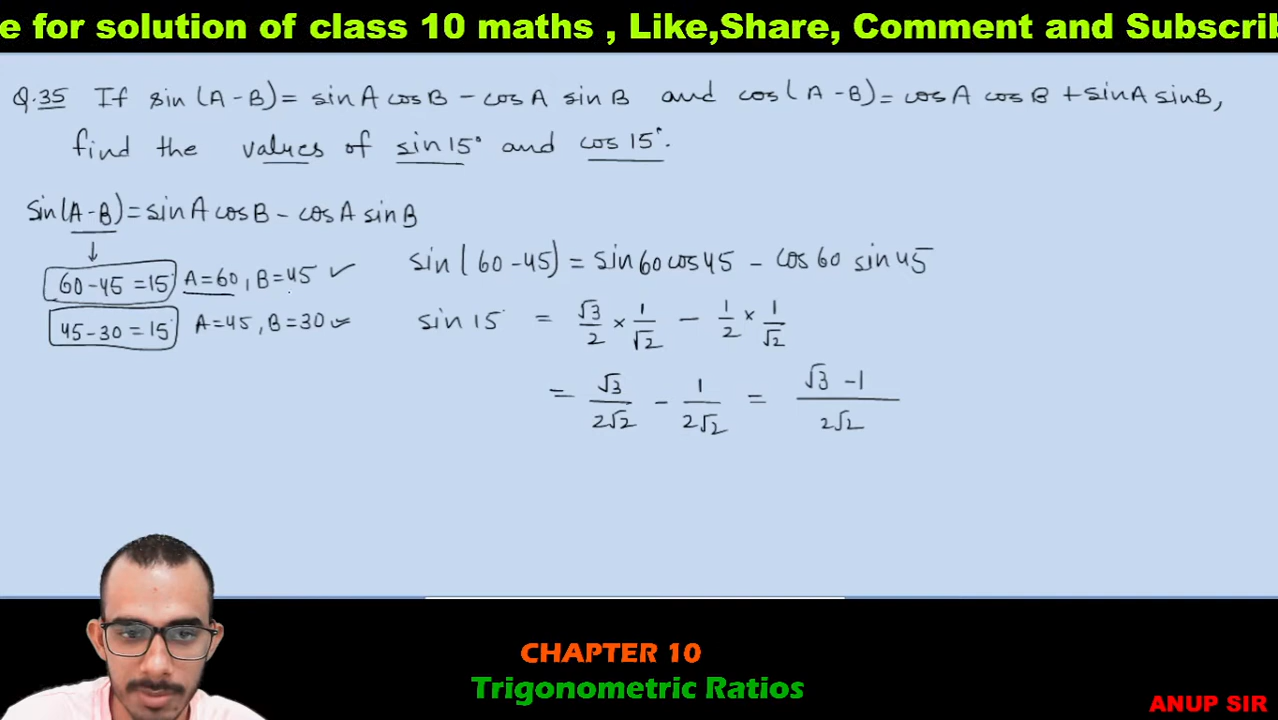 e for solution of class 10 maths , Like,Share, Comment and Subscrib
Q.35 If sin(A-B)= sinA cosB - cosA sinB and cos(A-B)=cosA cosB +sinA sinB,
find the values of sin15° and cos15°.
sin(A-B)=sinA cosB - cosA sinB
60-45 =15 A=60, B=45 ✓
45-30 =15 A=45, B=30 ✓
sin(60-45) = sin60cos45 - cos60 sin45
sin15 = √3/2 × 1/√2 - 1/2 × 1/√2
= √3/2√2 - 1/2√2 = √3 -1/2√2
CHAPTER 10
Trigonometric Ratios
ANUP SIR